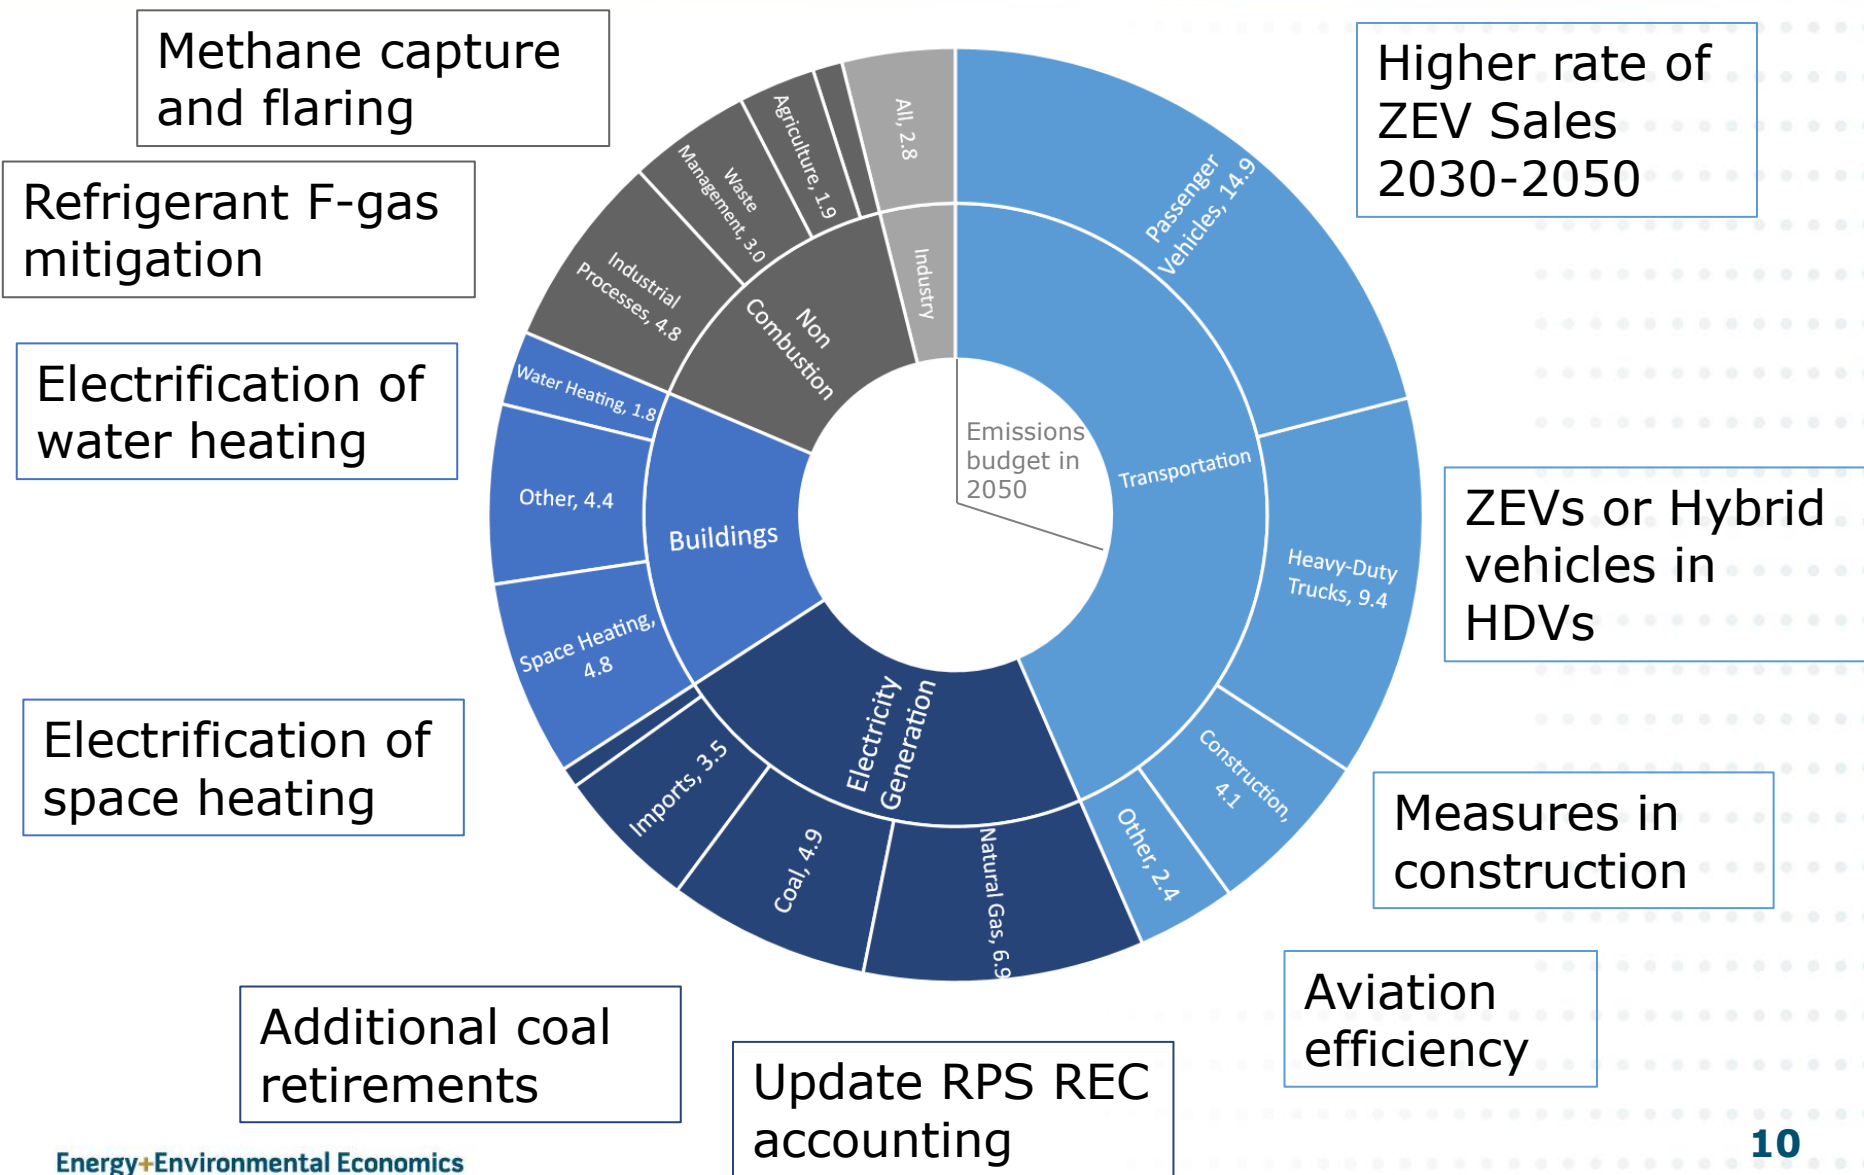 Methane capture
and flaring
Refrigerant F-gas
mitigation
Electrification of
water heating
Electrification of
space heating
Additional coal
retirements
Update RPS REC
accounting
Higher rate of
ZEV Sales
2030-2050
ZEVs or Hybrid
vehicles in
HDVs
Measures in
construction
Aviation
efficiency
Passenger
Vehicles, 14.9
Heavy-Duty
Trucks, 9.4
Construction,
4.1
Other, 2.4
Natural Gas, 6.9
Coal, 4.9
Imports, 3.5
Space Heating,
4.8
Other, 4.4
Water Heating, 1.8
Industrial
Processes, 4.8
Waste
Management, 3.0
Agriculture, 1.9
All, 2.8
Transportation
Electricity
Generation
Buildings
Non
Combustion
Industry
Emissions
budget in
2050
Energy+Environmental Economics
10